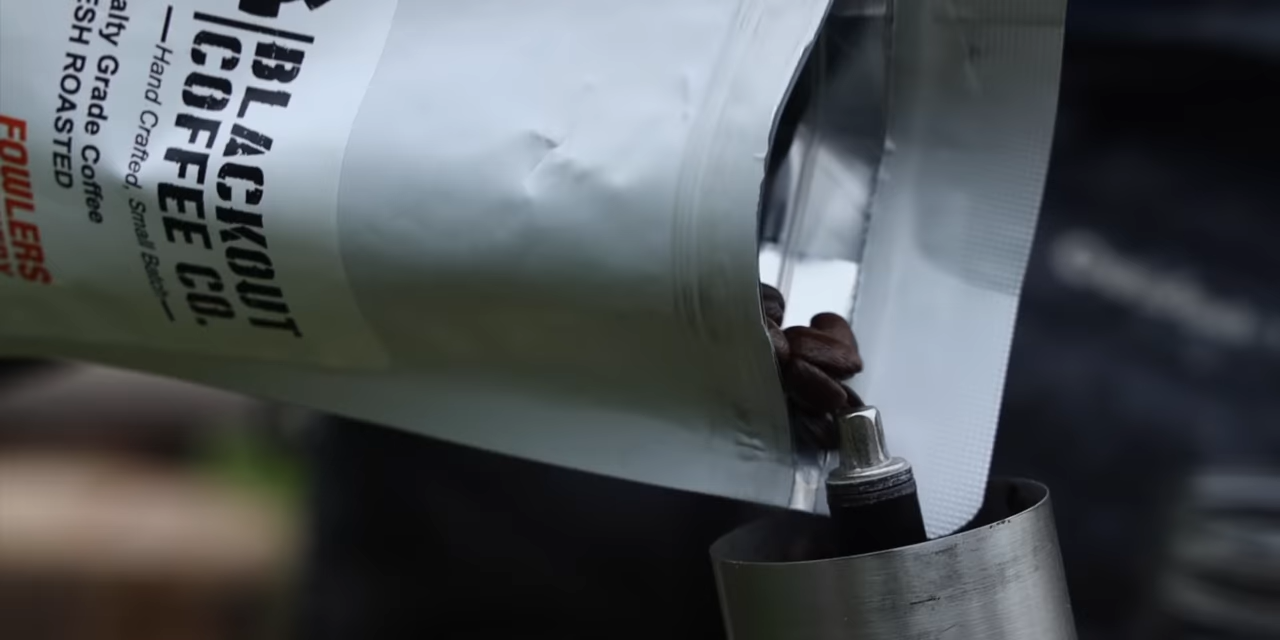 BLACKOUT
COFFEE CO.
—Hand Crafted, Small Batch—
alty Grade Coffee
ESH ROASTED
FOWLERS